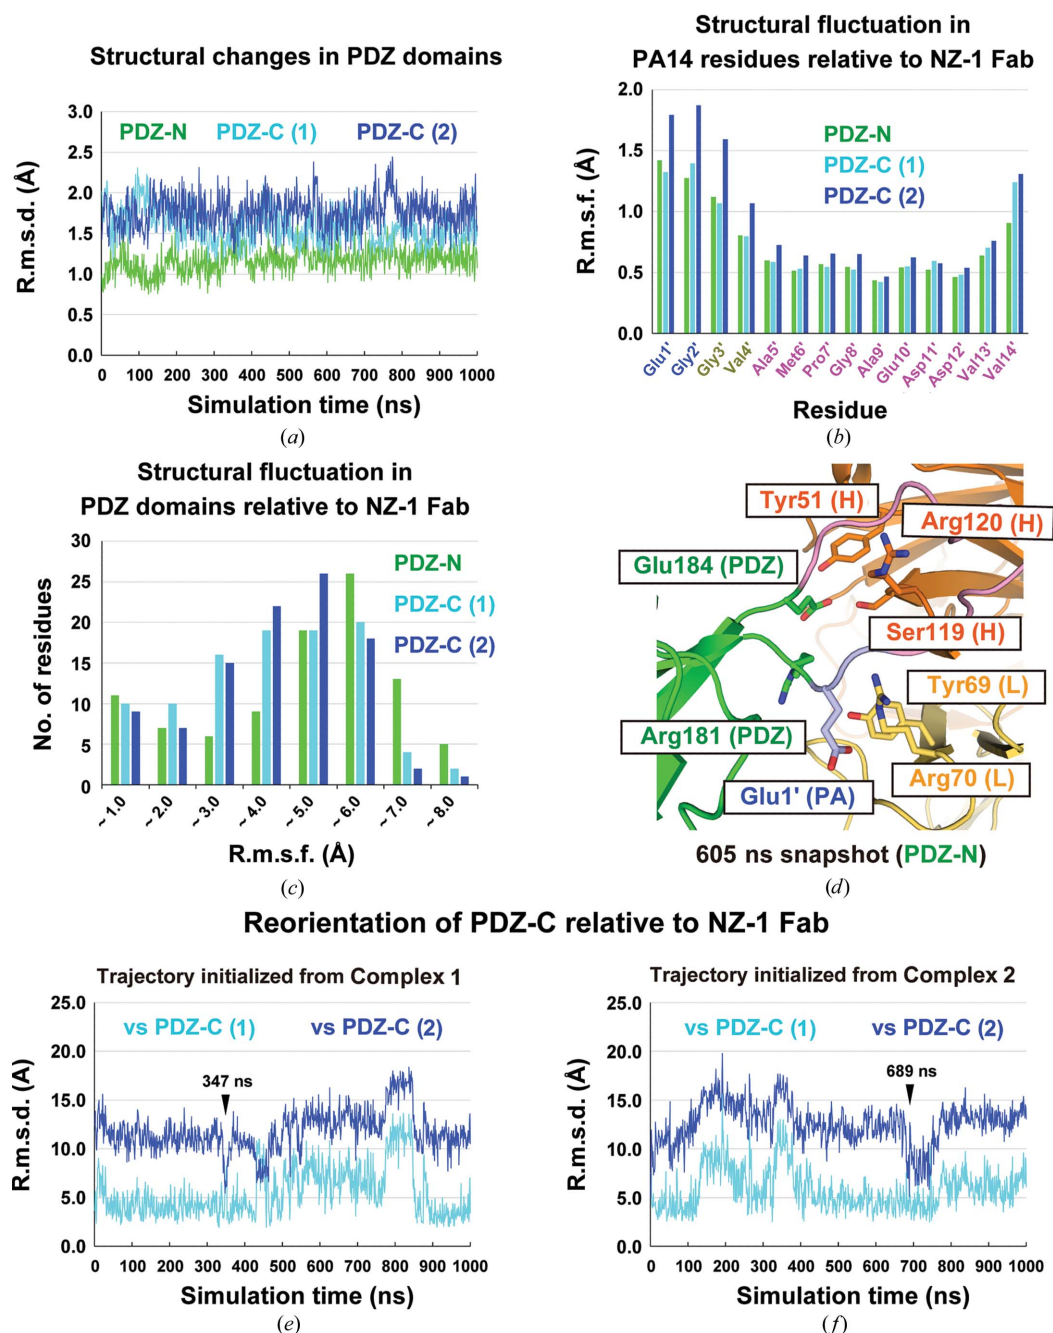 Structural changes in PDZ domains
3.0
2.5
2.0
1.5
1.0
0.5
0.0
R.m.s.d. (Å)
PDZ-N PDZ-C (1) PDZ-C (2)
0 100 200 300 400 500 600 700 800 900 1000
Simulation time (ns)
(a)
Structural fluctuation in
PA14 residues relative to NZ-1 Fab
2.0
1.5
1.0
0.5
0.0
R.m.s.f. (Å)
PDZ-N
PDZ-C (1)
PDZ-C (2)
Glu1' Gly2' Gly3' Val4' Ala5' Met6' Pro7' Gly8' Ala9' Glu10' Asp11' Asp12' Val13' Val14'
Residue
(b)
Structural fluctuation in
PDZ domains relative to NZ-1 Fab
30
25
20
15
10
5
0
No. of residues
PDZ-N
PDZ-C (1)
PDZ-C (2)
~ 1.0 ~ 2.0 ~ 3.0 ~ 4.0 ~ 5.0 ~ 6.0 ~ 7.0 ~ 8.0
R.m.s.f. (Å)
(c)
Tyr51 (H)
Arg120 (H)
Glu184 (PDZ)
Ser119 (H)
Tyr69 (L)
Arg181 (PDZ)
Arg70 (L)
Glu1' (PA)
605 ns snapshot (PDZ-N)
(d)
Reorientation of PDZ-C relative to NZ-1 Fab
Trajectory initialized from Complex 1
25.0
20.0
15.0
10.0
5.0
0.0
R.m.s.d. (Å)
vs PDZ-C (1) vs PDZ-C (2)
347 ns
0 100 200 300 400 500 600 700 800 900 1000
Simulation time (ns)
(e)
Trajectory initialized from Complex 2
25.0
20.0
15.0
10.0
5.0
0.0
R.m.s.d. (Å)
vs PDZ-C (1) vs PDZ-C (2)
689 ns
0 100 200 300 400 500 600 700 800 900 1000
Simulation time (ns)
(f)